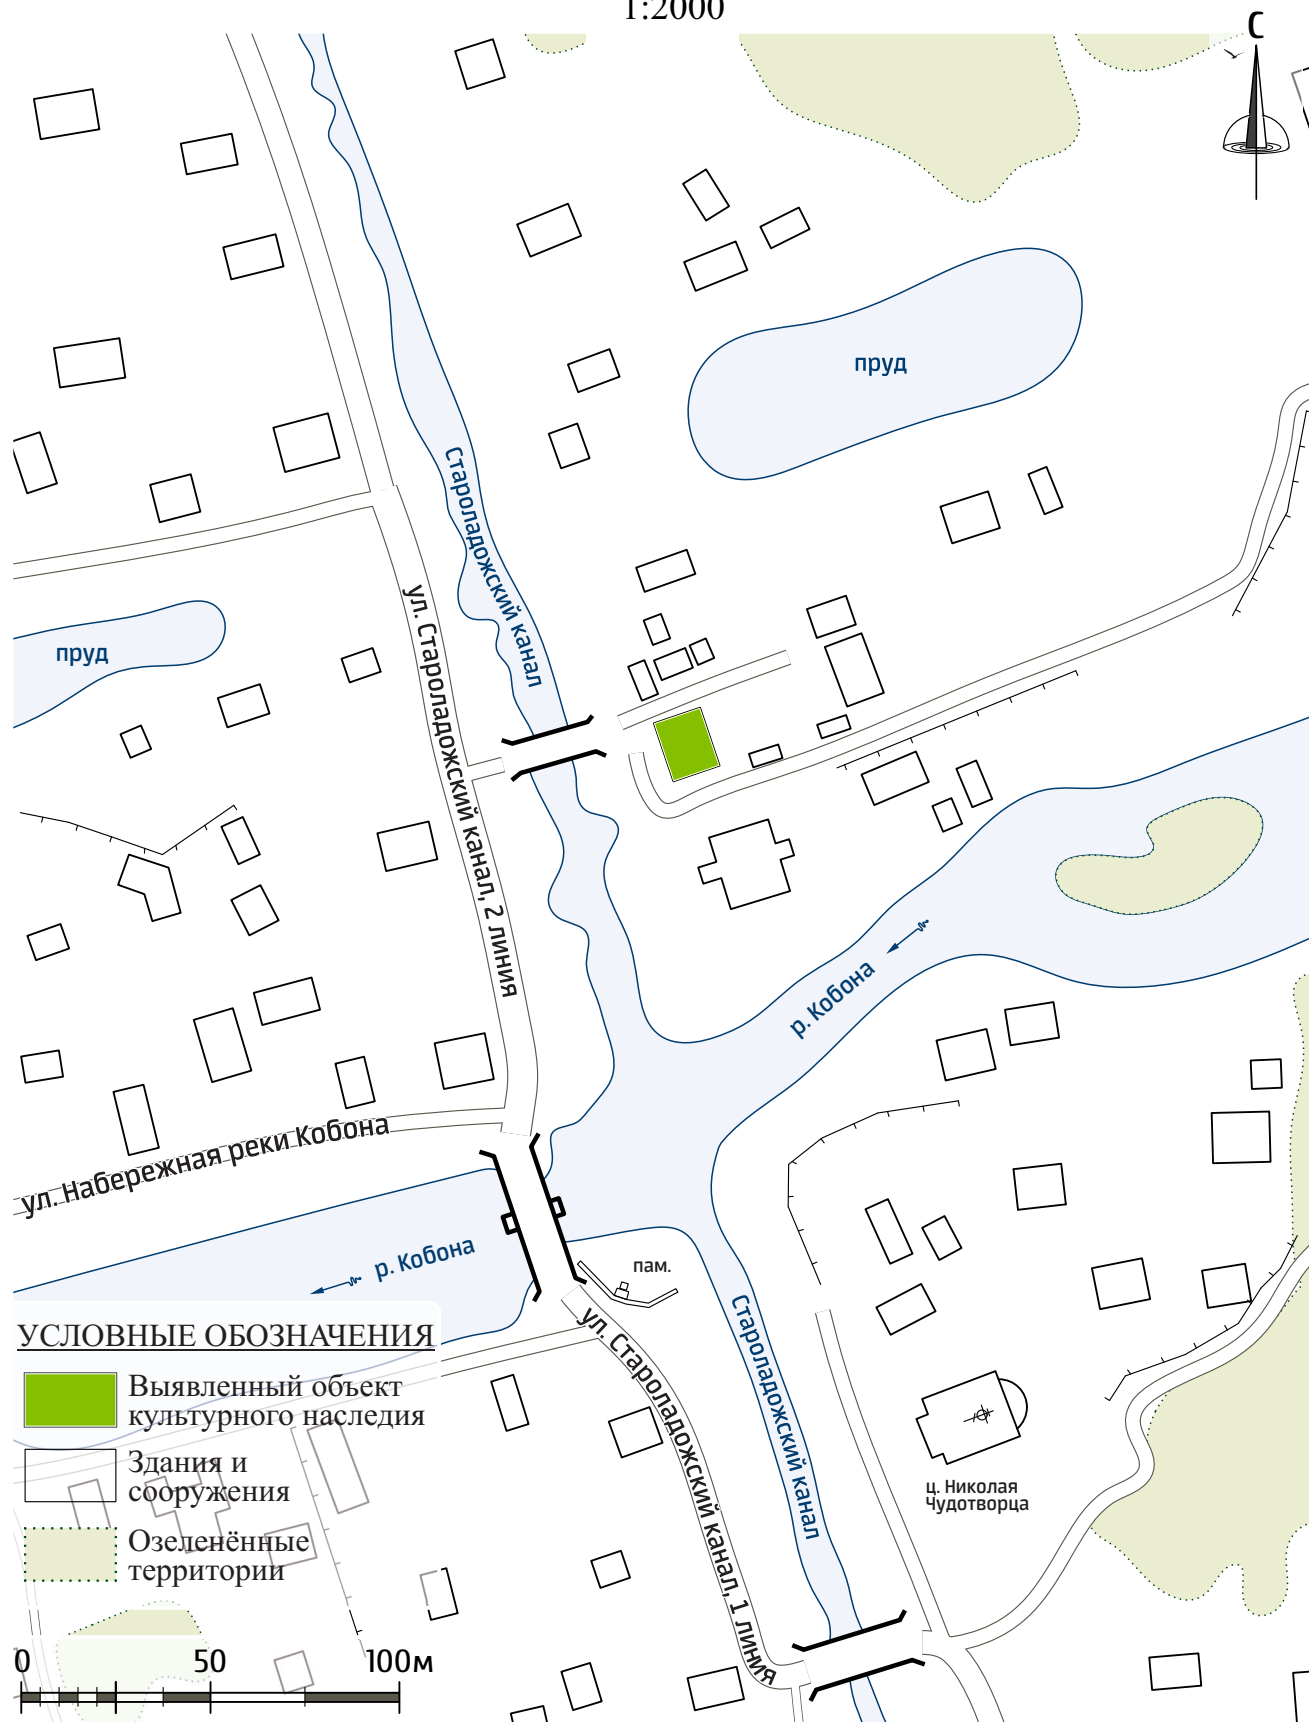 1:2000
С
пруд
Староладожский канал
ул. Староладожский канал, 2 линия
пруд
р. Кобона
ул. Набережная реки Кобона
р. Кобона
пам.
ул. Староладожский канал, 1 линия
Староладожский канал
ц. Николая
Чудотворца
УСЛОВНЫЕ ОБОЗНАЧЕНИЯ
Выявленный объект
культурного наследия
Здания и
сооружения
Озеленённые
территории
0 50 100м